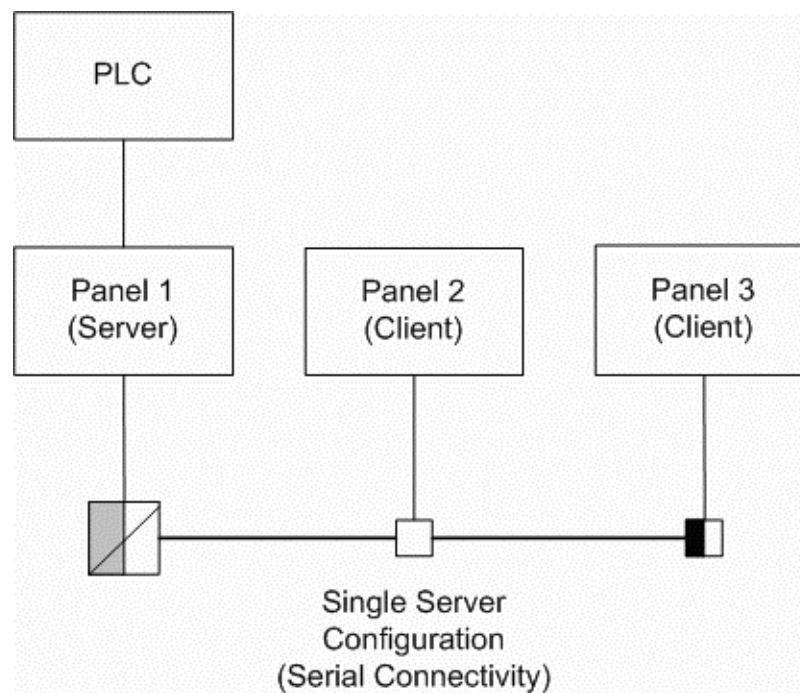 PLC
Panel 1
(Server)
Panel 2
(Client)
Panel 3
(Client)
Single Server
Configuration
(Serial Connectivity)